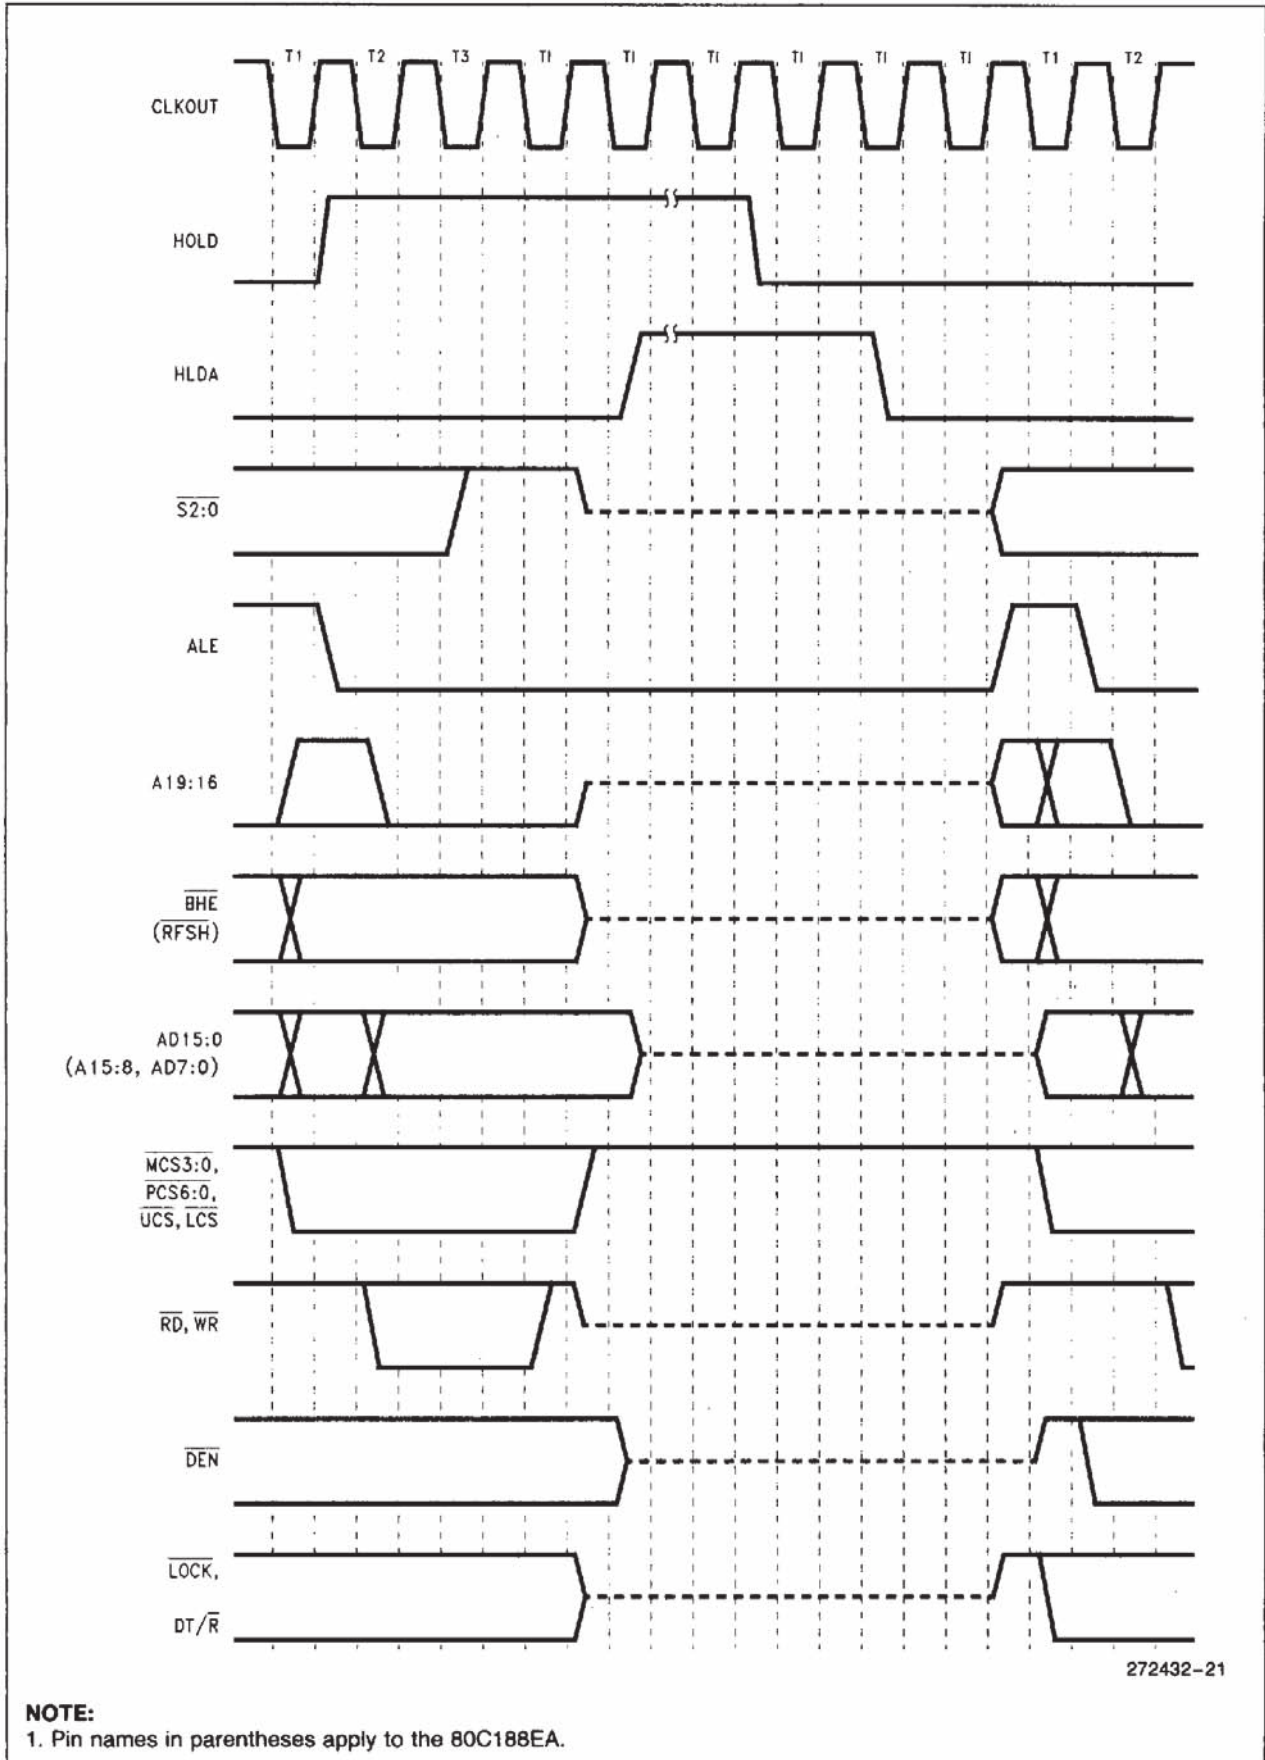 T1 T2 T3 TI TI TI TI TI TI T1 T2
CLKOUT
HOLD
HLDA
S2:0
ALE
A19:16
BHE
(RFSH)
AD15:0
(A15:8, AD7:0)
MCS3:0,
PCS6:0,
UCS, LCS
RD, WR
DEN
LOCK,
DT/R
272432-21
NOTE:
1. Pin names in parentheses apply to the 80C188EA.